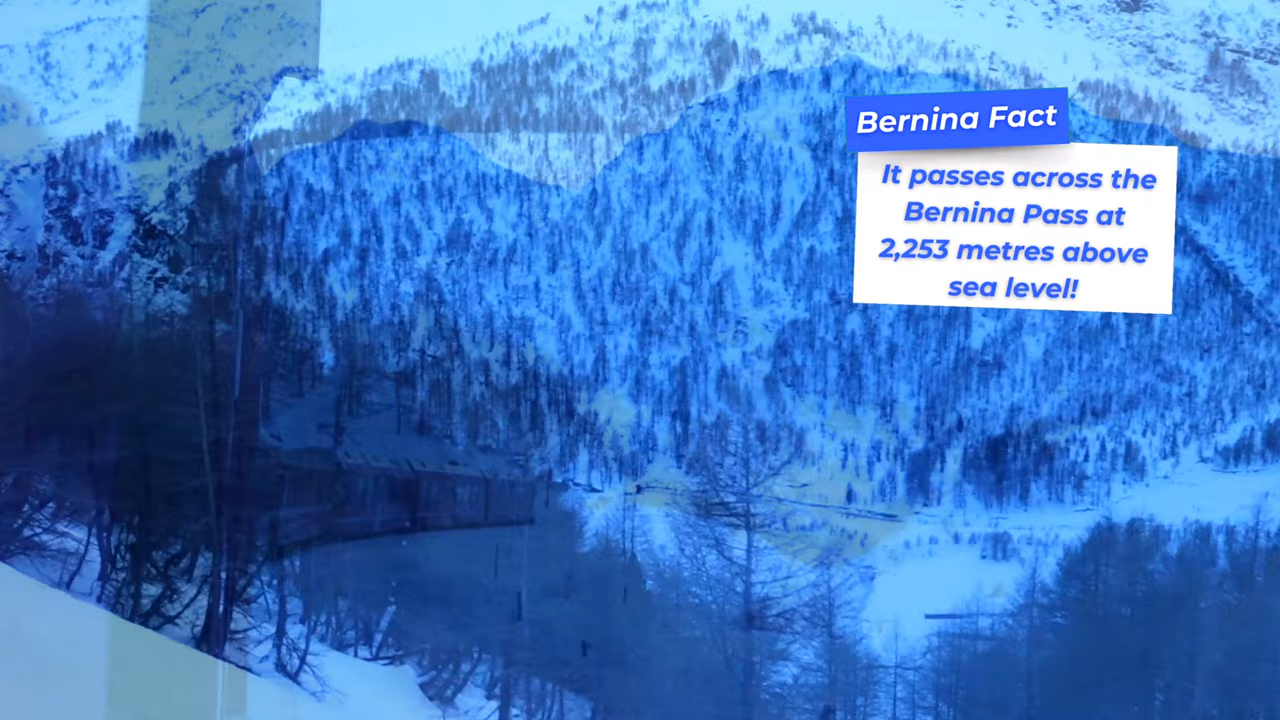 Bernina Fact
It passes across the
Bernina Pass at
2,253 metres above
sea level!